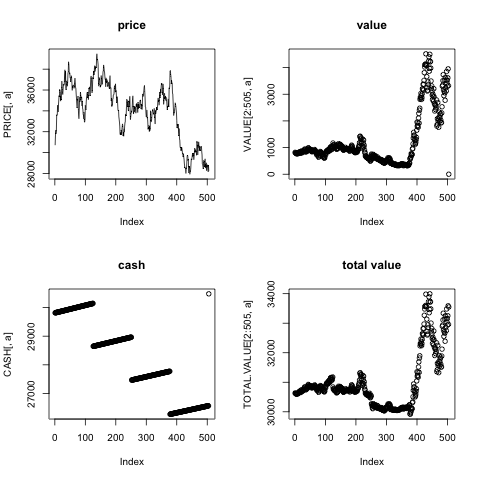 price
PRICE[, a]
28000 32000 36000
0 100 200 300 400 500
Index
value
VALUE[2:505, a]
0 1000 3000
0 100 200 300 400 500
Index
cash
CASH[, a]
27000 29000
0 100 200 300 400 500
Index
total value
TOTAL.VALUE[2:505, a]
30000 32000 34000
0 100 200 300 400 500
Index